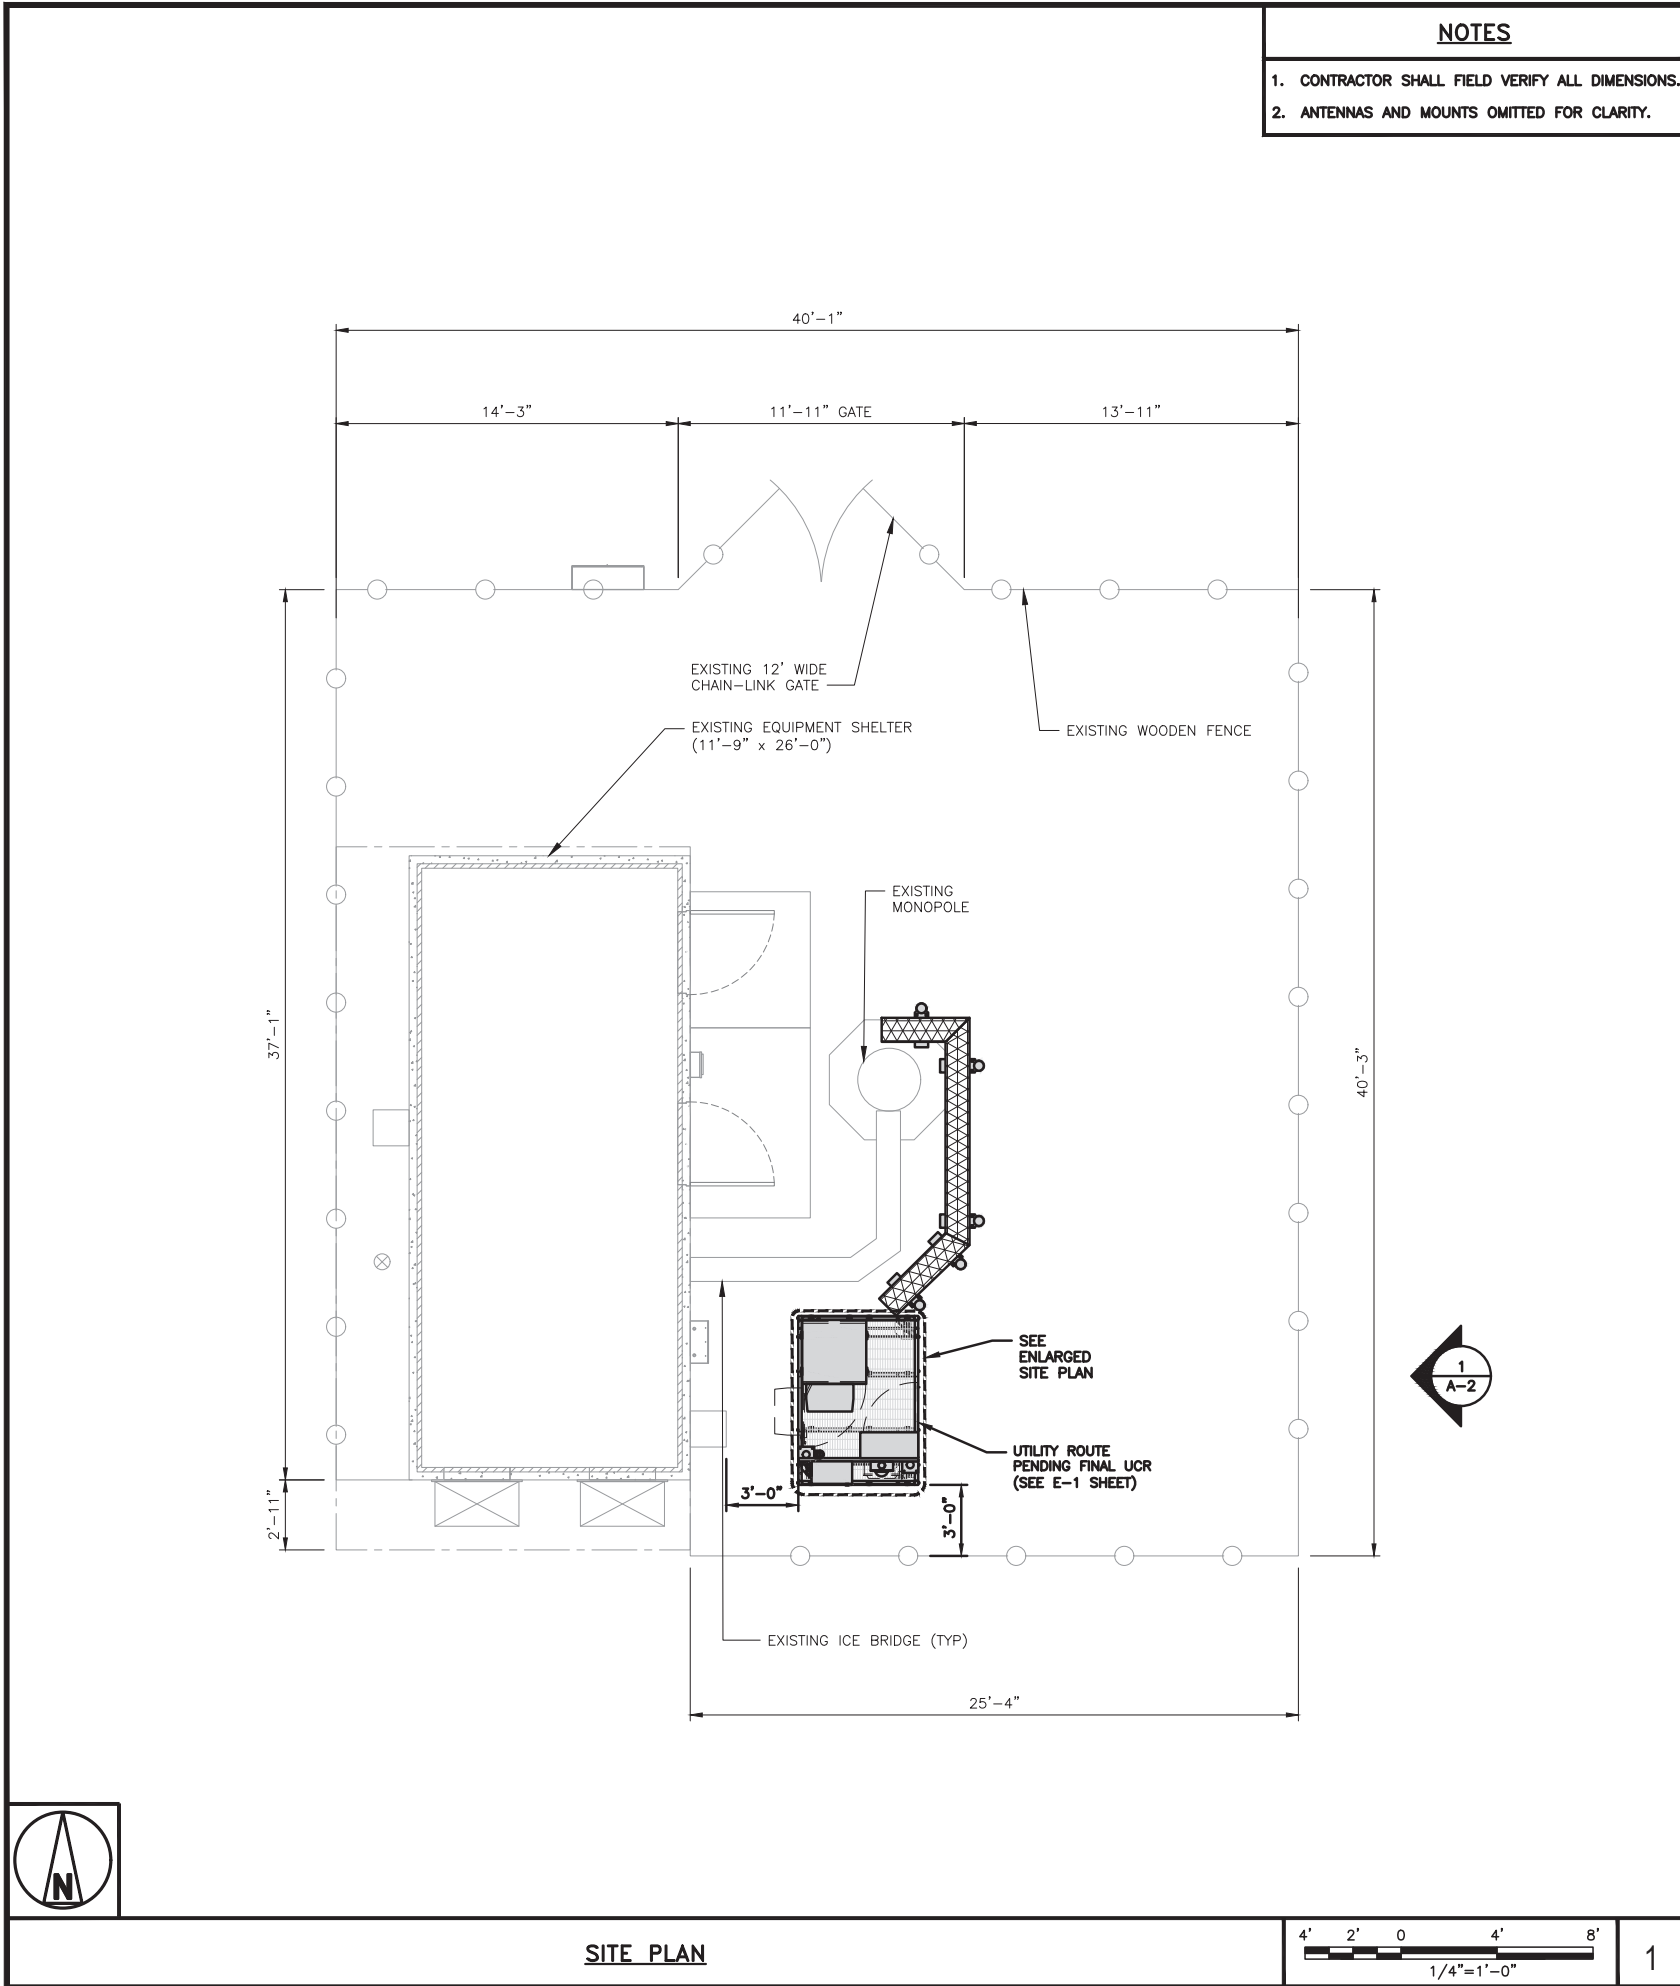 NOTES
1. CONTRACTOR SHALL FIELD VERIFY ALL DIMENSIONS.
2. ANTENNAS AND MOUNTS OMITTED FOR CLARITY.
40'-1"
14'-3"
11'-11" GATE
13'-11"
EXISTING 12' WIDE
CHAIN-LINK GATE
EXISTING EQUIPMENT SHELTER
(11'-9" x 26'-0")
EXISTING WOODEN FENCE
EXISTING
MONOPOLE
37'-1"
40'-3"
SEE
ENLARGED
SITE PLAN
1
A-2
UTILITY ROUTE
PENDING FINAL UCR
(SEE E-1 SHEET)
3'-0"
3'-0"
2'-11"
EXISTING ICE BRIDGE (TYP)
25'-4"
N
SITE PLAN
4' 2' 0 4' 8'
1/4"=1'-0"
1